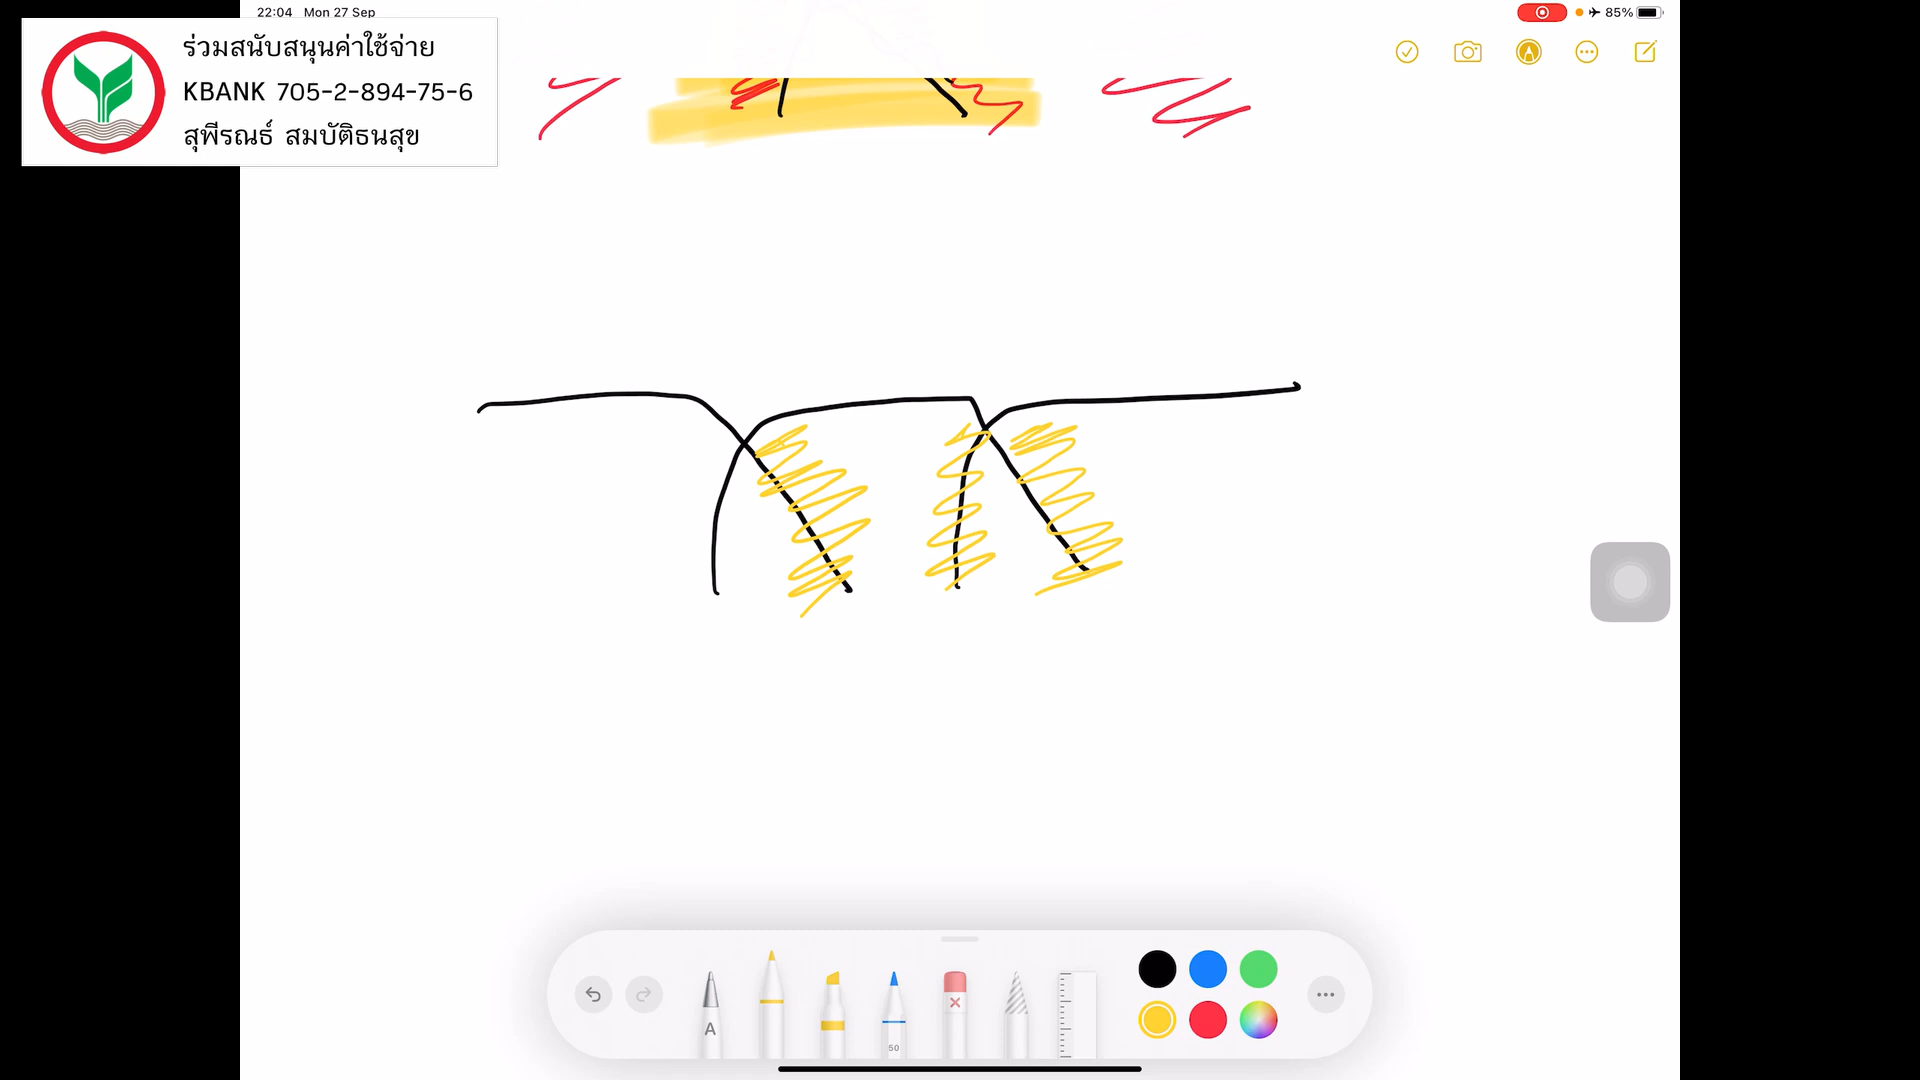 22:04 Mon 27 Sep
85%
ร่วมสนับสนุนค่าใช้จ่าย
KBANK 705-2-894-75-6
สุพีรณธ์ สมบัติธนสุข
A
50